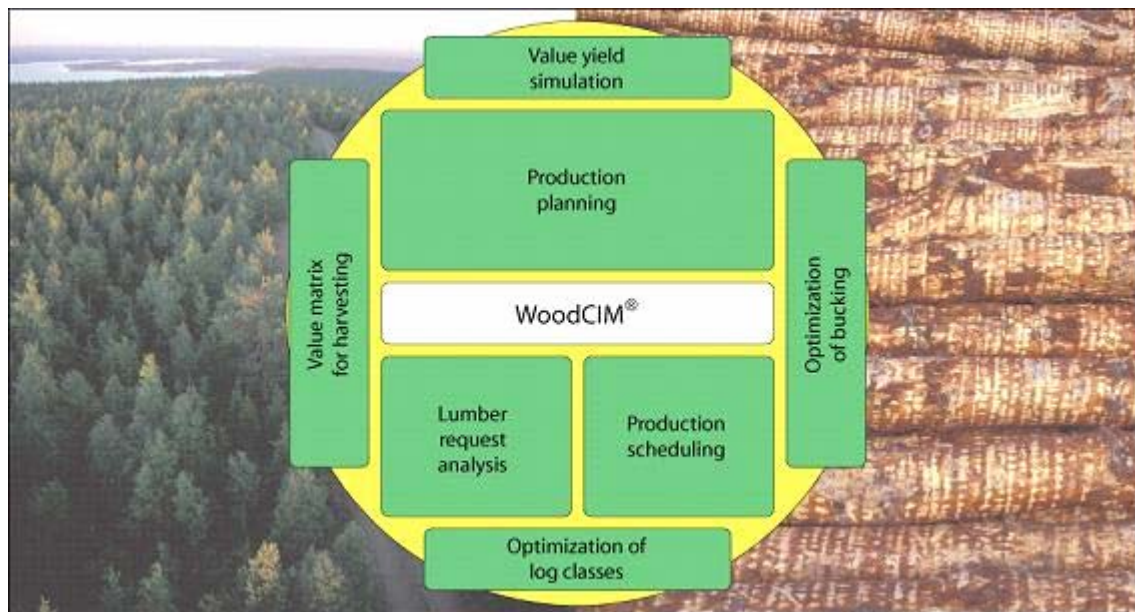 Value yield
simulation
Production
planning
Value matrix
for harvesting
WoodCIM®
Optimization
of bucking
Lumber
request
analysis
Production
scheduling
Optimization of
log classes